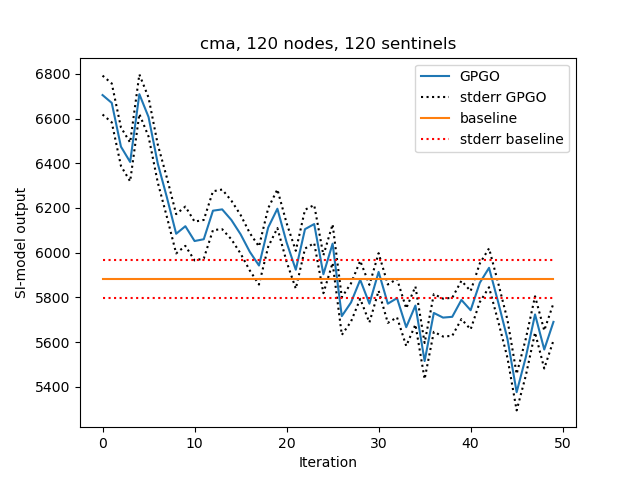 cma, 120 nodes, 120 sentinels
6800
6600
6400
6200
6000
5800
5600
5400
SI-model output
GPGO
stderr GPGO
baseline
stderr baseline
0 10 20 30 40 50
Iteration